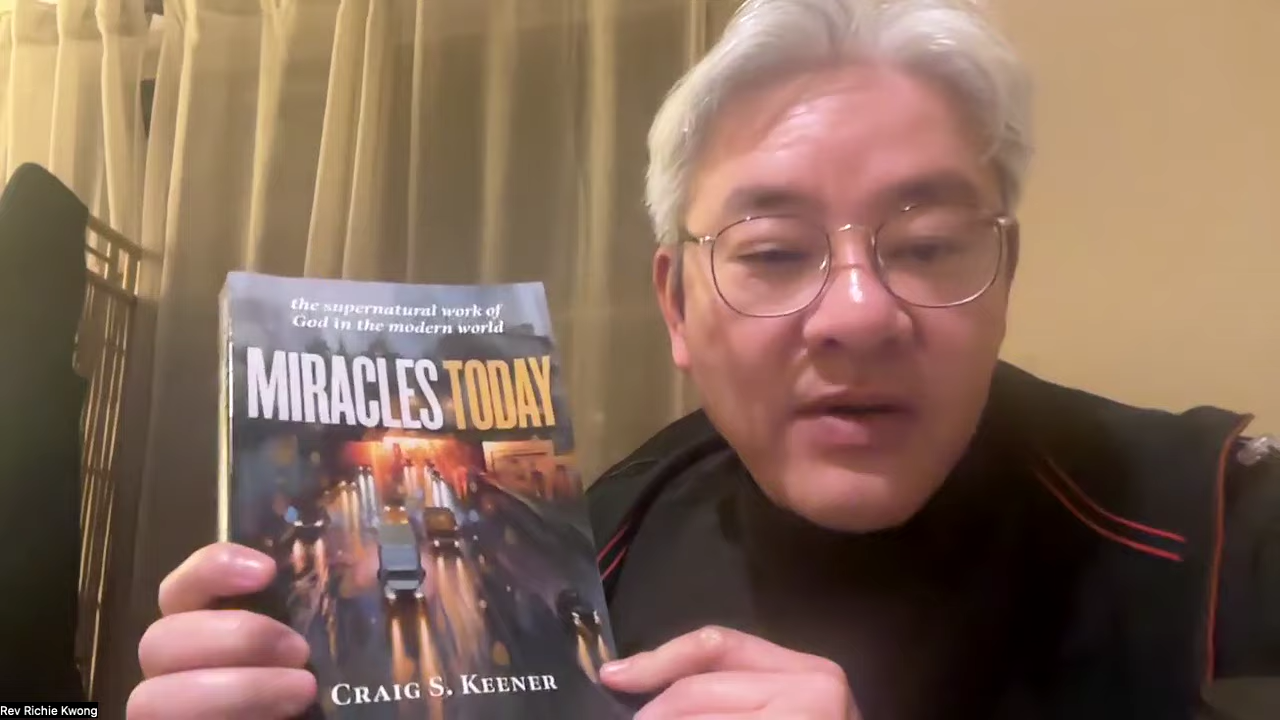 the supernatural work of
God in the modern world
MIRACLES TODAY
CRAIG S. KEENER
Rev Richie Kwong